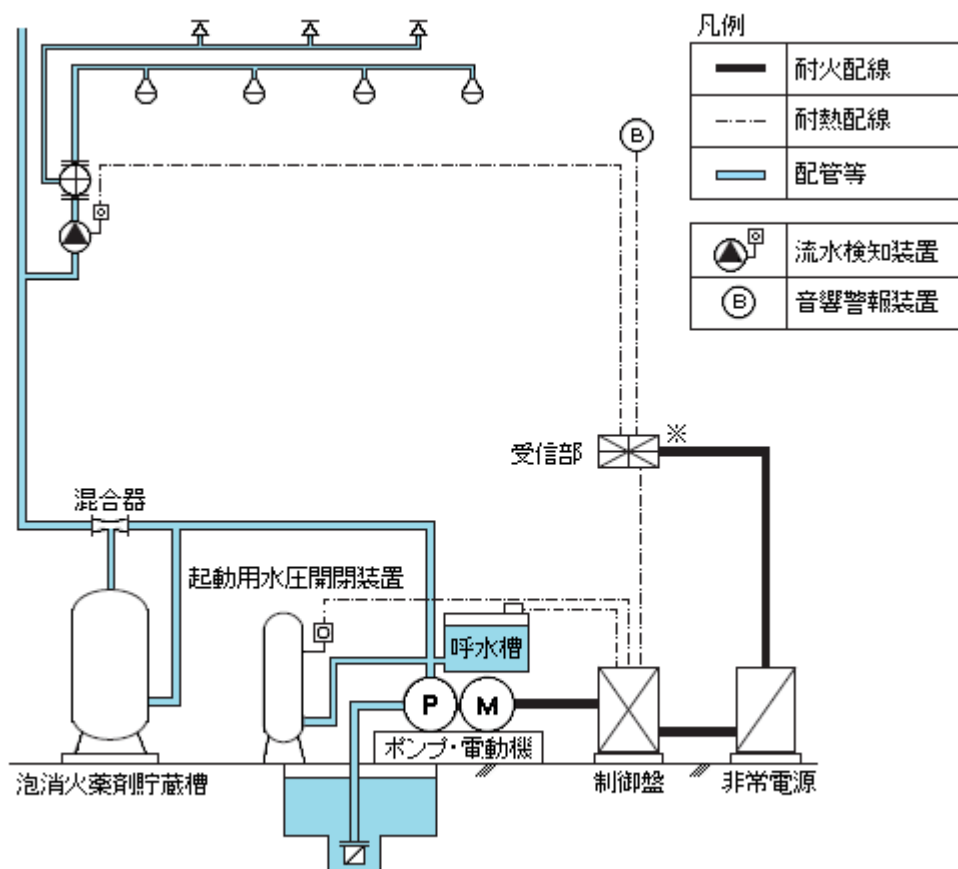 凡例
耐火配線
耐熱配線
配管等
流水検知装置
B
音響警報装置
B
受信部
※
混合器
起動用水圧開閉装置
呼水槽
P
M
ポンプ・電動機
泡消火薬剤貯蔵槽
制御盤
非常電源